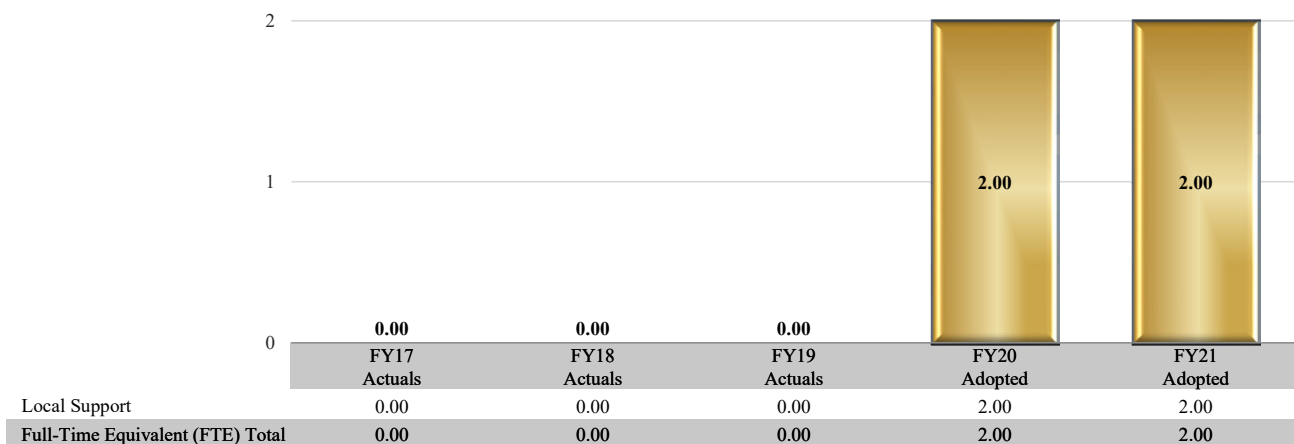 2
1
0
2.00 2.00
0.00 0.00 0.00
FY17 FY18 FY19 FY20 FY21
Actuals Actuals Actuals Adopted Adopted
Local Support 0.00 0.00 0.00 2.00 2.00
Full-Time Equivalent (FTE) Total 0.00 0.00 0.00 2.00 2.00